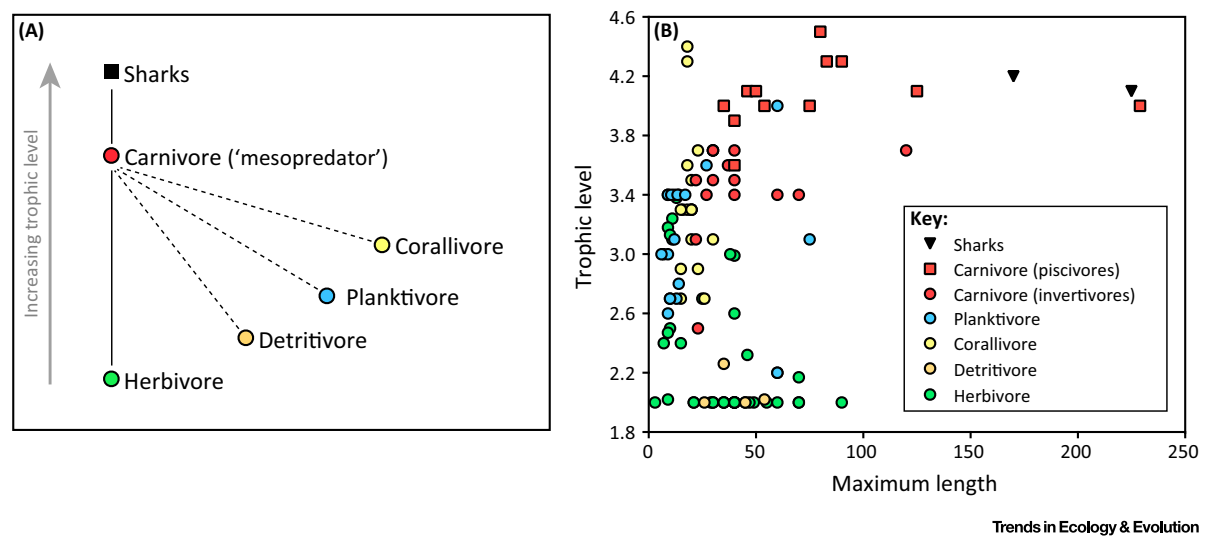 (A)
Sharks
Carnivore (‘mesopredator’)
Corallivore
Planktivore
Detritivore
Herbivore
Increasing trophic level
(B)
4.6
4.2
3.8
3.4
3.0
2.6
2.2
1.8
Trophic level
0 50 100 150 200 250
Maximum length
Key:
Sharks
Carnivore (piscivores)
Carnivore (invertivores)
Planktivore
Corallivore
Detritivore
Herbivore
Trends in Ecology & Evolution